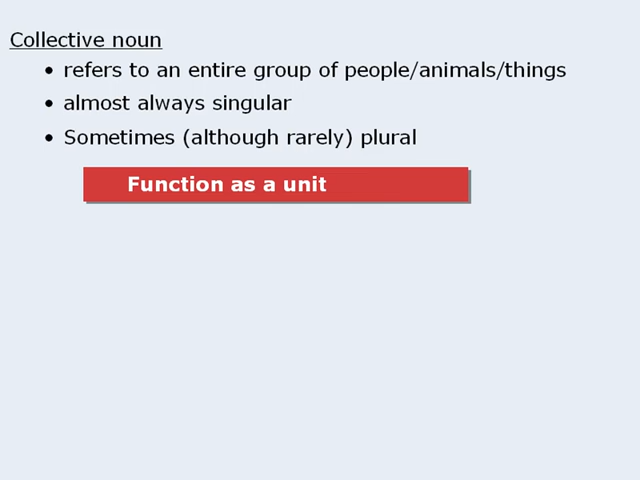 Collective noun
• refers to an entire group of people/animals/things
• almost always singular
• Sometimes (although rarely) plural
Function as a unit